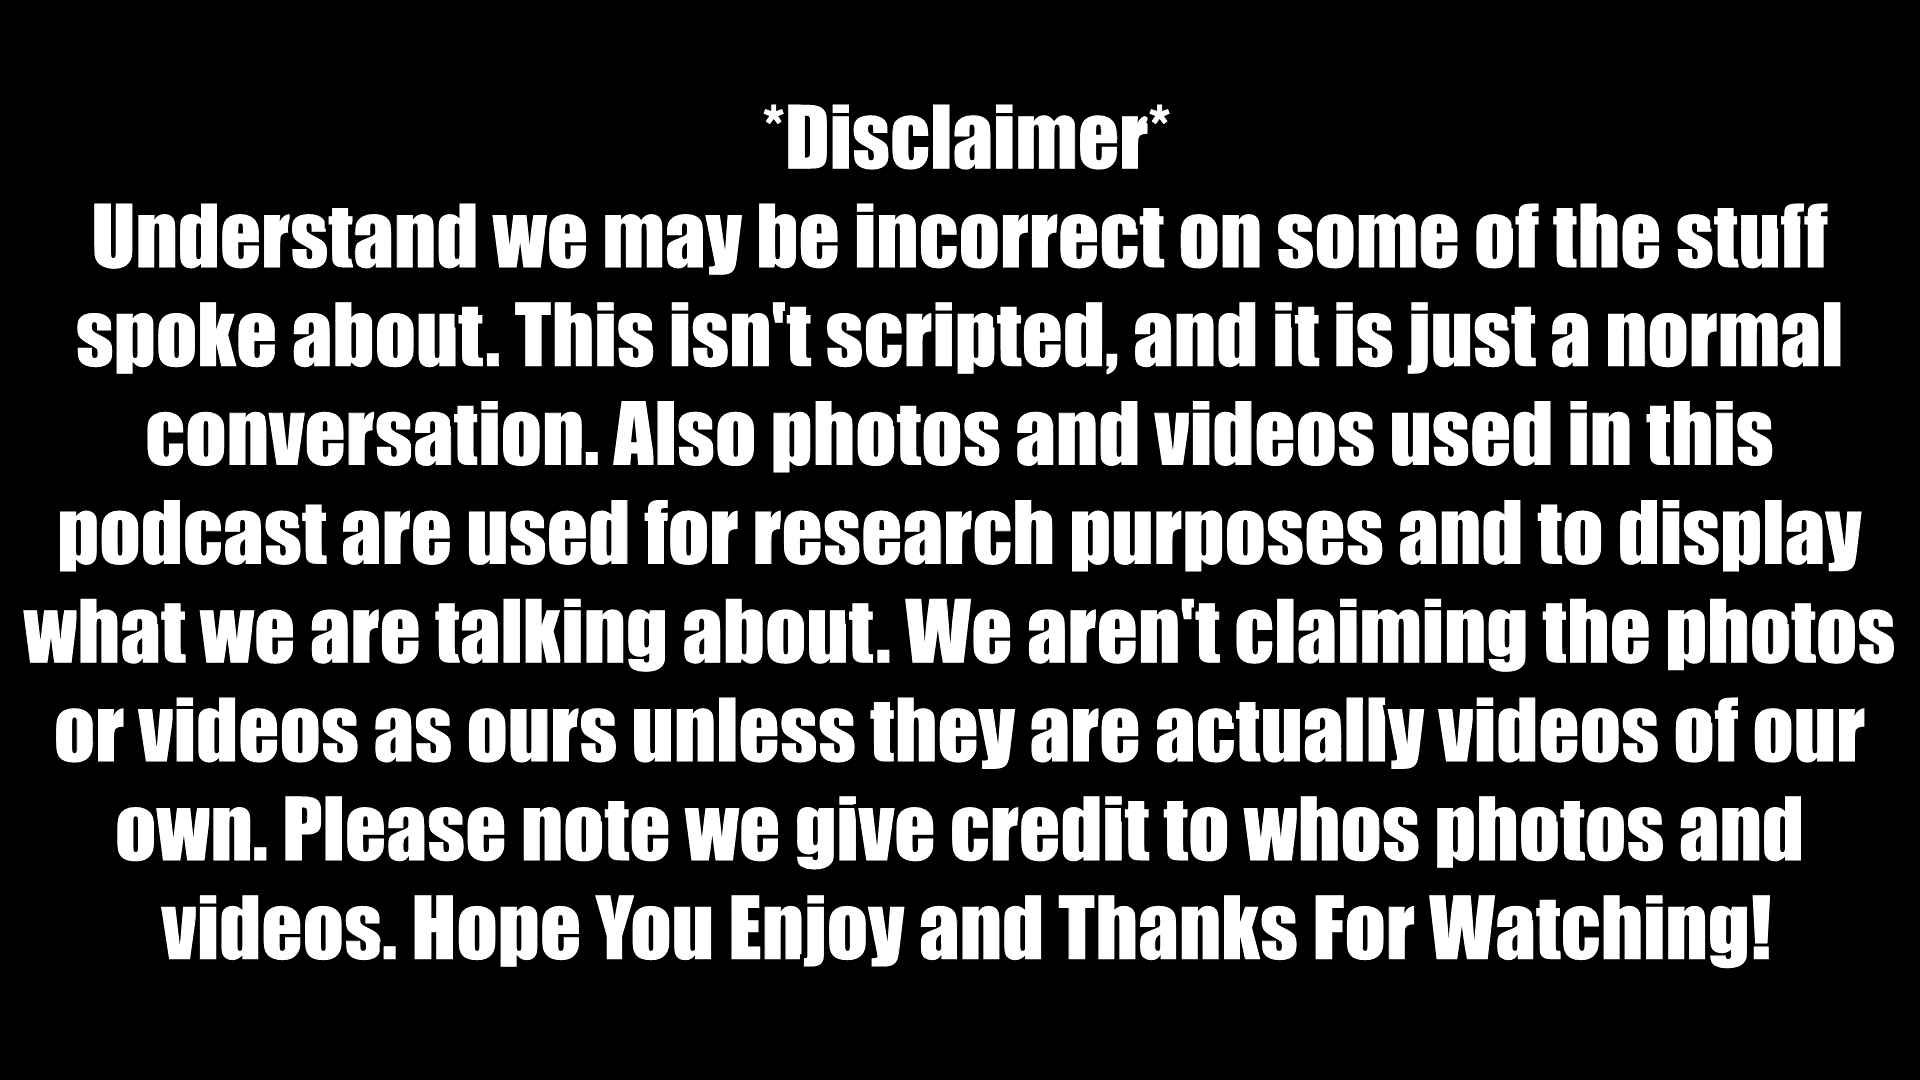 *Disclaimer*
Understand we may be incorrect on some of the stuff
spoke about. This isn't scripted, and it is just a normal
conversation. Also photos and videos used in this
podcast are used for research purposes and to display
what we are talking about. We aren't claiming the photos
or videos as ours unless they are actually videos of our
own. Please note we give credit to whos photos and
videos. Hope You Enjoy and Thanks For Watching!